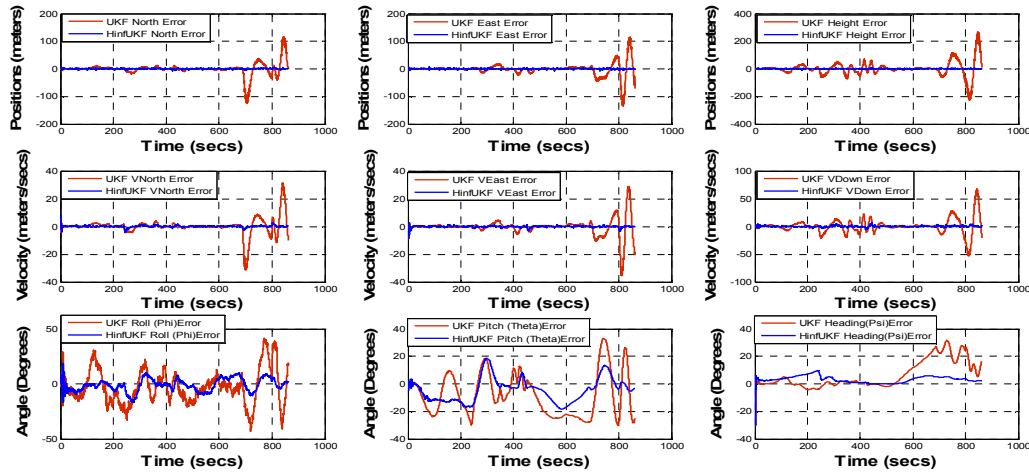 UKF North Error
HinfUKF North Error
Positions (meters)
200
100
0
-100
-200
0 200 400 600 800 1000
Time (secs)
UKF East Error
HinfUKF East Error
Positions (meters)
200
100
0
-100
-200
0 200 400 600 800 1000
Time (secs)
UKF Height Error
HinfUKF Height Error
Positions (meters)
400
200
0
-200
-400
0 200 400 600 800 1000
Time (secs)
UKF VNorth Error
HinfUKF VNorth Error
Velocity (meters/secs)
40
20
0
-20
-40
0 200 400 600 800 1000
Time (secs)
UKF VEast Error
HinfUKF VEast Error
Velocity (meters/secs)
40
20
0
-20
-40
0 200 400 600 800 1000
Time (secs)
UKF VDown Error
HinfUKF VDown Error
Velocity (meters/secs)
100
50
0
-50
-100
0 200 400 600 800 1000
Time (secs)
UKF Roll (Phi)Error
HinfUKF Roll (Phi)Error
Angle (Degrees)
50
0
-50
0 200 400 600 800 1000
Time (secs)
UKF Pitch (Theta)Error
HinfUKF Pitch (Theta)Error
Angle (Degrees)
40
20
0
-20
-40
0 200 400 600 800 1000
Time (secs)
UKF Heading(Psi)Error
HinfUKF Heading(Psi)Error
Angle (Degrees)
40
20
0
-20
-40
0 200 400 600 800 1000
Time (secs)